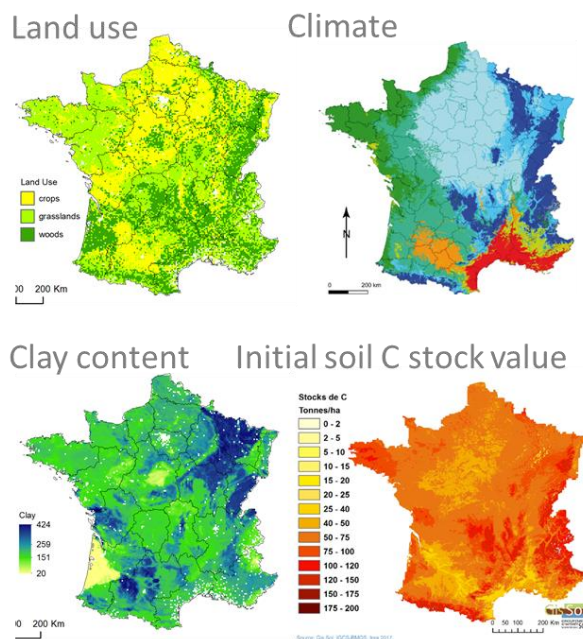 Land use
Climate
Land Use
crops
grasslands
woods
N
200 Km
0
200 km
Clay content
Initial soil C stock value
Stocks de C
Tonnes/ha
0 - 2
2 - 5
5 - 10
10 - 15
15 - 20
20 - 25
25 - 40
40 - 50
50 - 75
75 - 100
100 - 120
120 - 150
150 - 175
175 - 200
Clay
424
259
151
20
200 Km
0 50 100 200 Km